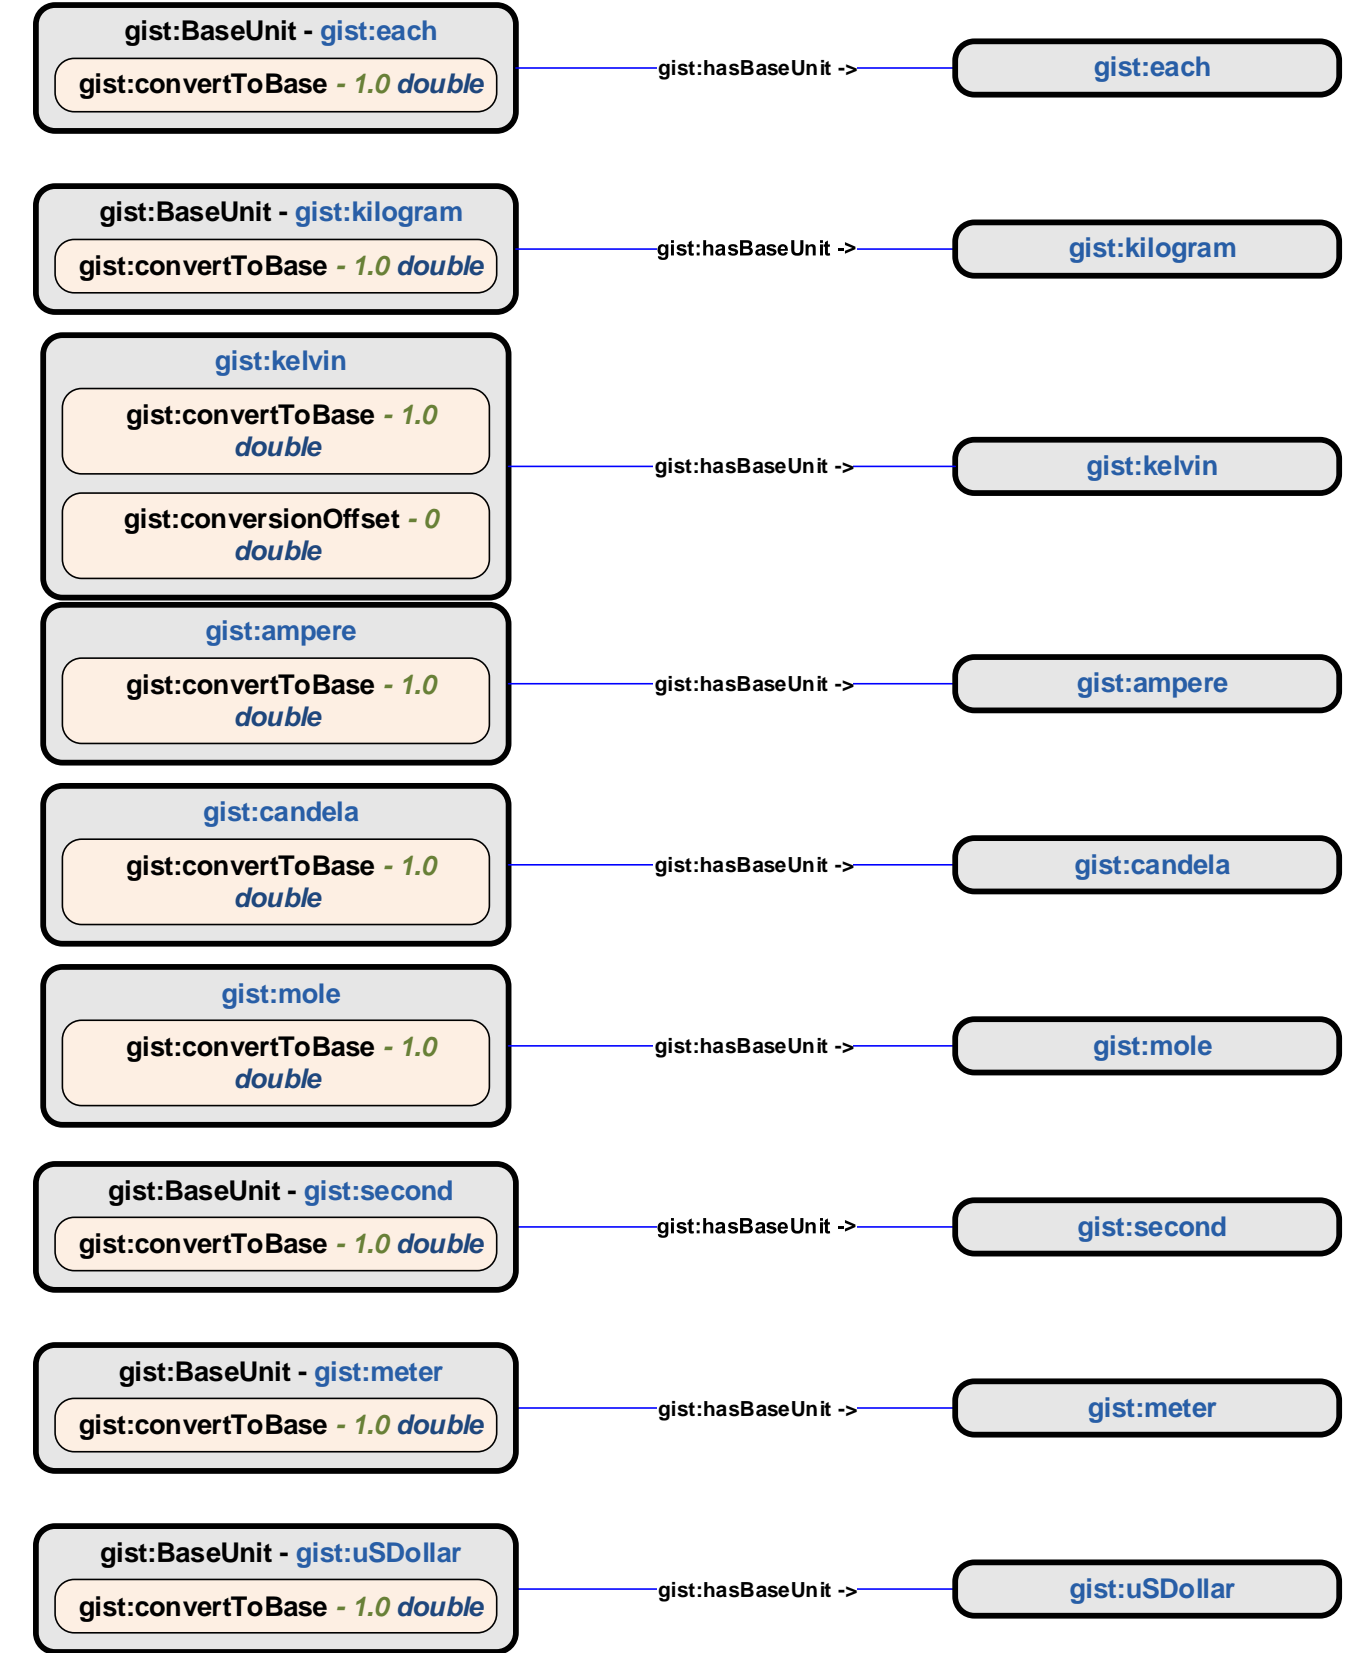 gist:BaseUnit - gist:each
gist:convertToBase - 1.0 double
gist:hasBaseUnit ->
gist:each
gist:BaseUnit - gist:kilogram
gist:convertToBase - 1.0 double
gist:hasBaseUnit ->
gist:kilogram
gist:kelvin
gist:convertToBase - 1.0
double
gist:conversionOffset - 0
double
gist:hasBaseUnit ->
gist:kelvin
gist:ampere
gist:convertToBase - 1.0
double
gist:hasBaseUnit ->
gist:ampere
gist:candela
gist:convertToBase - 1.0
double
gist:hasBaseUnit ->
gist:candela
gist:mole
gist:convertToBase - 1.0
double
gist:hasBaseUnit ->
gist:mole
gist:BaseUnit - gist:second
gist:convertToBase - 1.0 double
gist:hasBaseUnit ->
gist:second
gist:BaseUnit - gist:meter
gist:convertToBase - 1.0 double
gist:hasBaseUnit ->
gist:meter
gist:BaseUnit - gist:uSDollar
gist:convertToBase - 1.0 double
gist:hasBaseUnit ->
gist:uSDollar